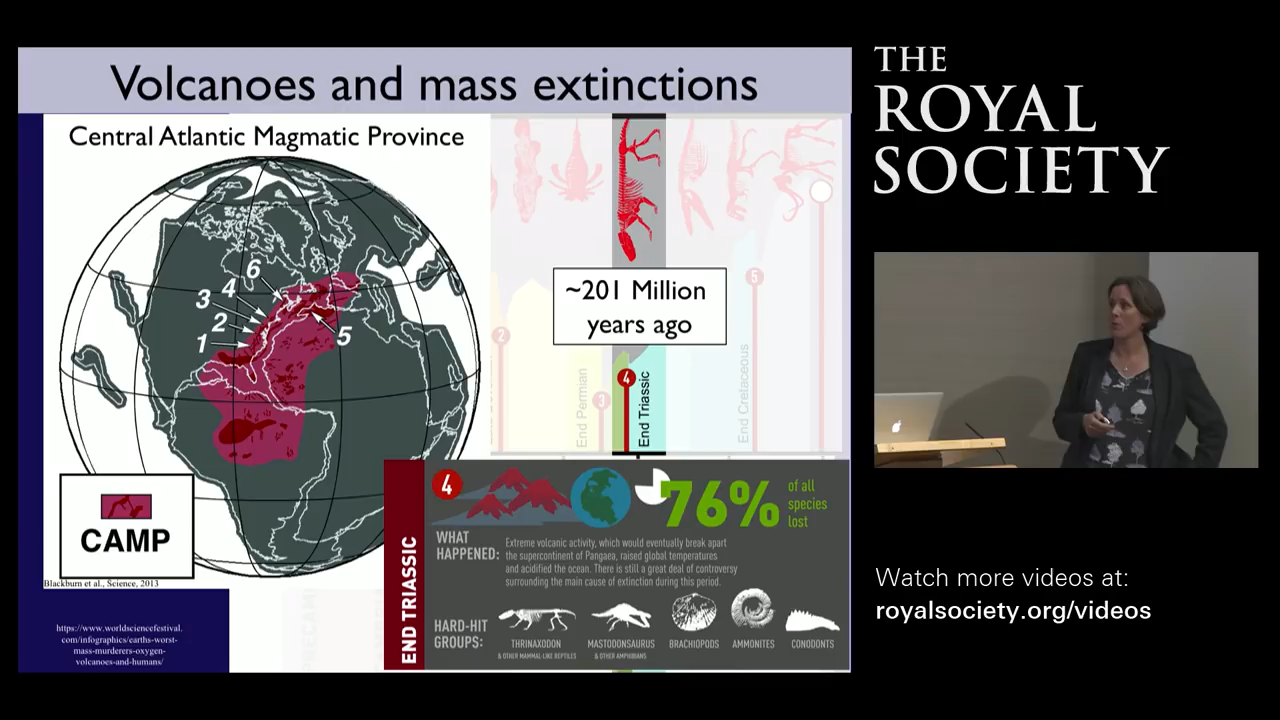 Volcanoes and mass extinctions
Central Atlantic Magmatic Province
6
4
3
2
1
5
CAMP
Blackburn et al., Science, 2013
https://www.worldsciencefestival.
com/infographics/earths-worst-
mass-murderers-oxygen-
volcanoes-and-humans/
~201 Million
years ago
2
End Permian
3
4
End Triassic
End Cretaceous
5
END TRIASSIC
4
76%
of all
species
lost
WHAT
HAPPENED:
Extreme volcanic activity, which would eventually break apart
the supercontinent of Pangaea, raised global temperatures
and acidified the ocean. There is still a great deal of controversy
surrounding the main cause of extinction during this period.
HARD-HIT
GROUPS:
THRINAXODON
& OTHER MAMMAL-LIKE REPTILES
MASTODONSAURUS
& OTHER AMPHIBIANS
BRACHIOPODS
AMMONITES
CONODONTS
THE
ROYAL
SOCIETY
Watch more videos at:
royalsociety.org/videos